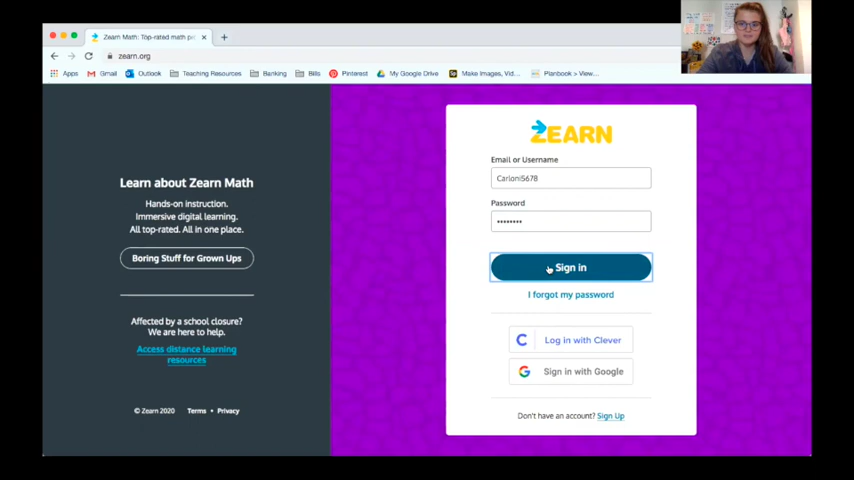 Zearn Math: Top-rated math pr
zearn.org
Apps Gmail Outlook Teaching Resources Banking Bills Pinterest My Google Drive Make Images, Vid... Planbook > View...
Learn about Zearn Math
Hands-on instruction.
Immersive digital learning.
All top-rated. All in one place.
Boring Stuff for Grown Ups
Affected by a school closure?
We are here to help.
Access distance learning
resources
© Zearn 2020 Terms • Privacy
ZEARN
Email or Username
Carloni5678
Password
••••••••
Sign in
I forgot my password
C Log in with Clever
G Sign in with Google
Don't have an account? Sign Up